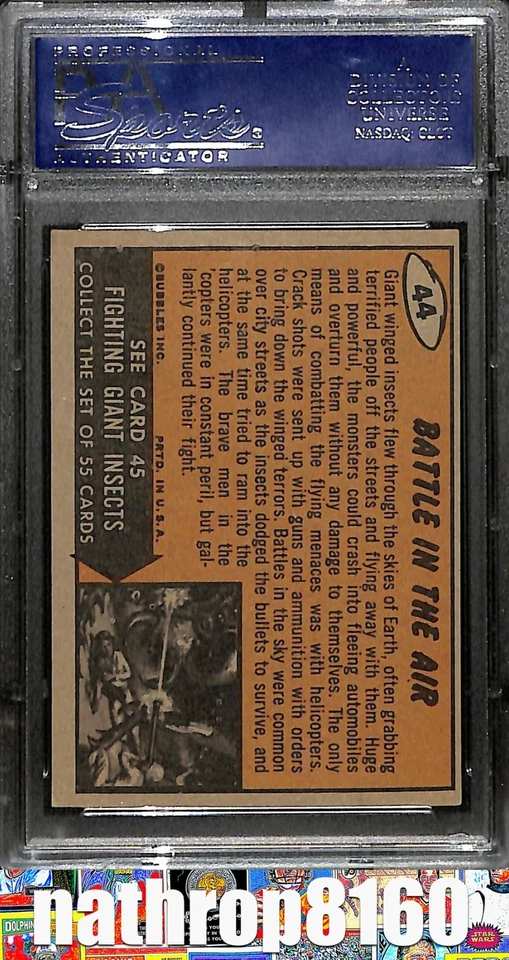 PROFESSIONAL
PSA
Sports®
AUTHENTICATOR
A
DIVISION OF
COLLECTORS
UNIVERSE
NASDAQ: CLCT
44
BATTLE IN THE AIR
Giant winged insects flew through the skies of Earth, often grabbing
terrified people off the streets and flying away with them. Huge
and powerful, the monsters could crash into fleeing automobiles
and overturn them without any damage to themselves. The only
means of combatting the flying menaces was with helicopters.
Crack shots were sent up with guns and ammunition with orders
to bring down the winged terrors. Battles in the sky were common
over city streets as the insects dodged the bullets to survive, and
at the same time tried to ram into the
helicopters. The brave men in the
'copters were in constant peril, but gal-
lantly continued their fight.
©BUBBLES INC. PRTD. IN U.S.A.
SEE CARD 45
FIGHTING GIANT INSECTS
COLLECT THE SET OF 55 CARDS
nathrop8160
DOLPHIN
STAR
WARS